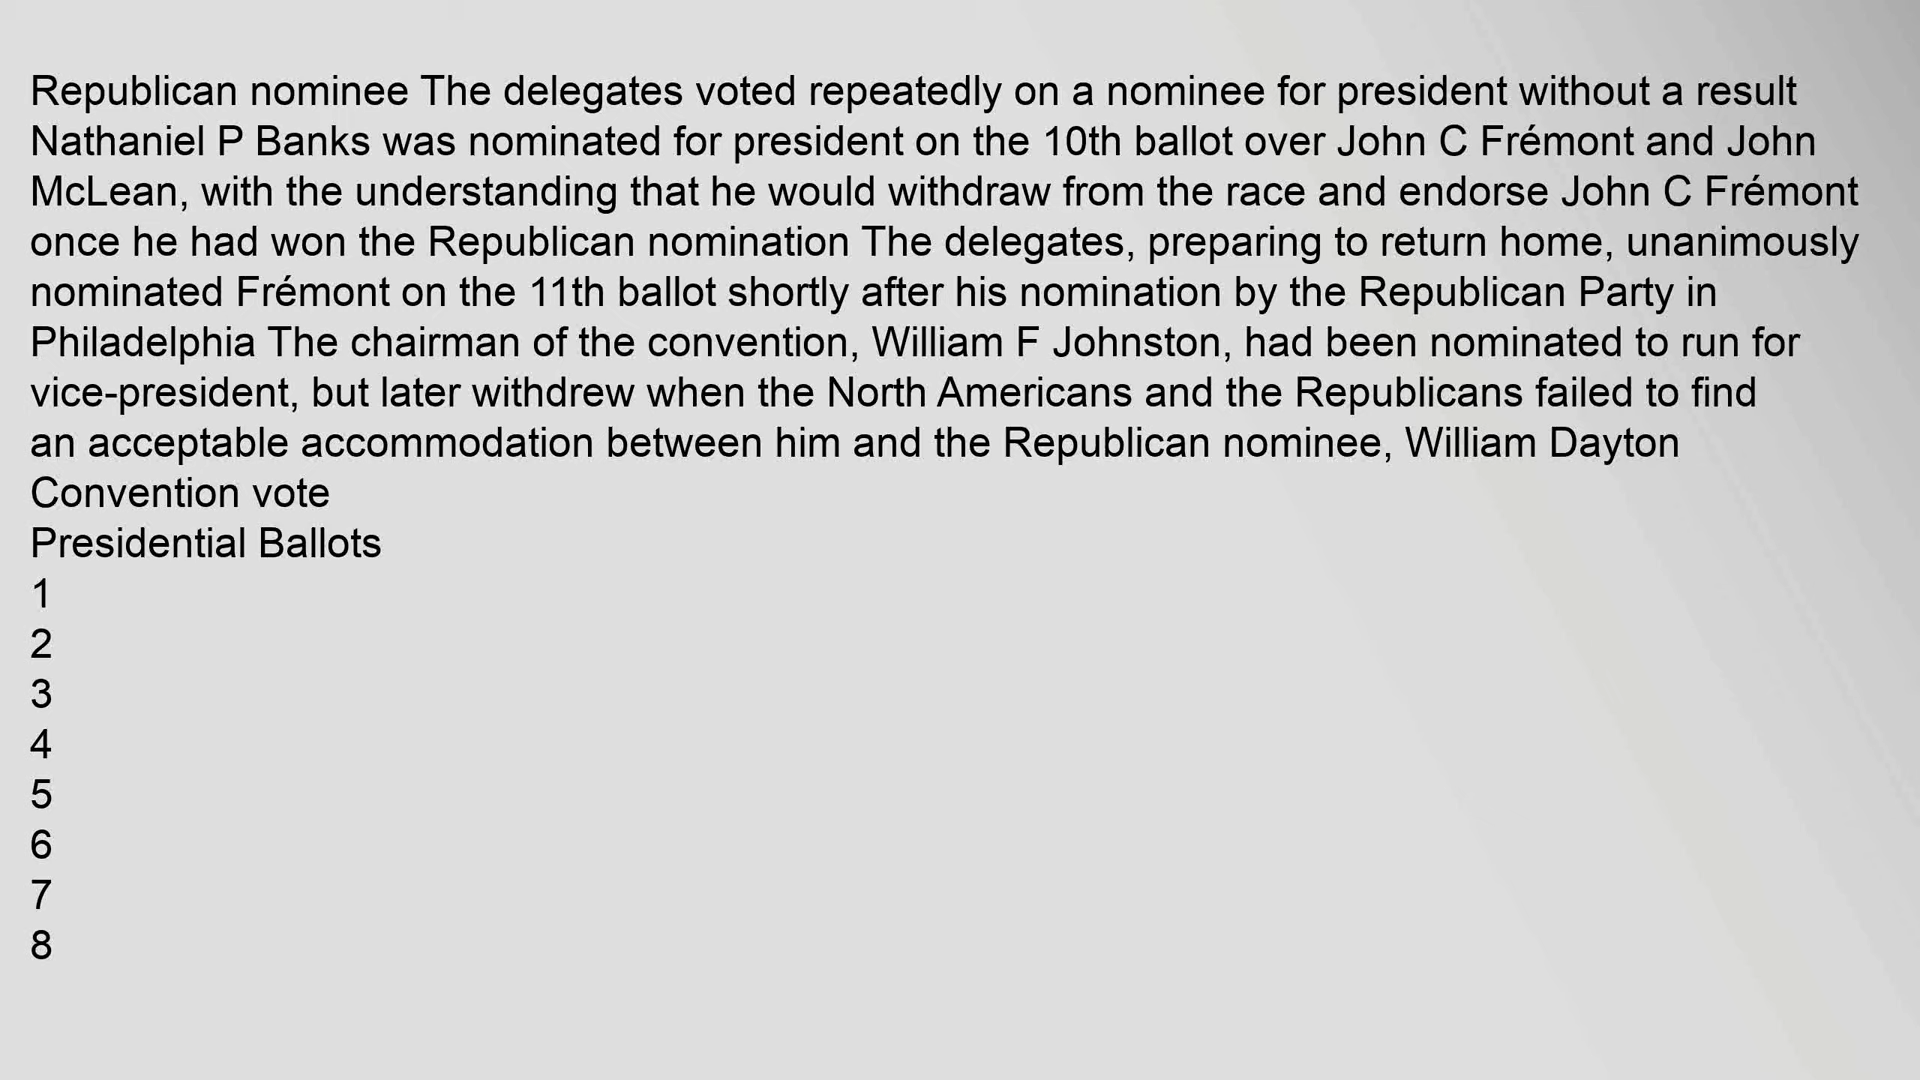 Republican nominee The delegates voted repeatedly on a nominee for president without a result
Nathaniel P Banks was nominated for president on the 10th ballot over John C Frémont and John
McLean, with the understanding that he would withdraw from the race and endorse John C Frémont
once he had won the Republican nomination The delegates, preparing to return home, unanimously
nominated Frémont on the 11th ballot shortly after his nomination by the Republican Party in
Philadelphia The chairman of the convention, William F Johnston, had been nominated to run for
vice-president, but later withdrew when the North Americans and the Republicans failed to find
an acceptable accommodation between him and the Republican nominee, William Dayton
Convention vote
Presidential Ballots
1
2
3
4
5
6
7
8